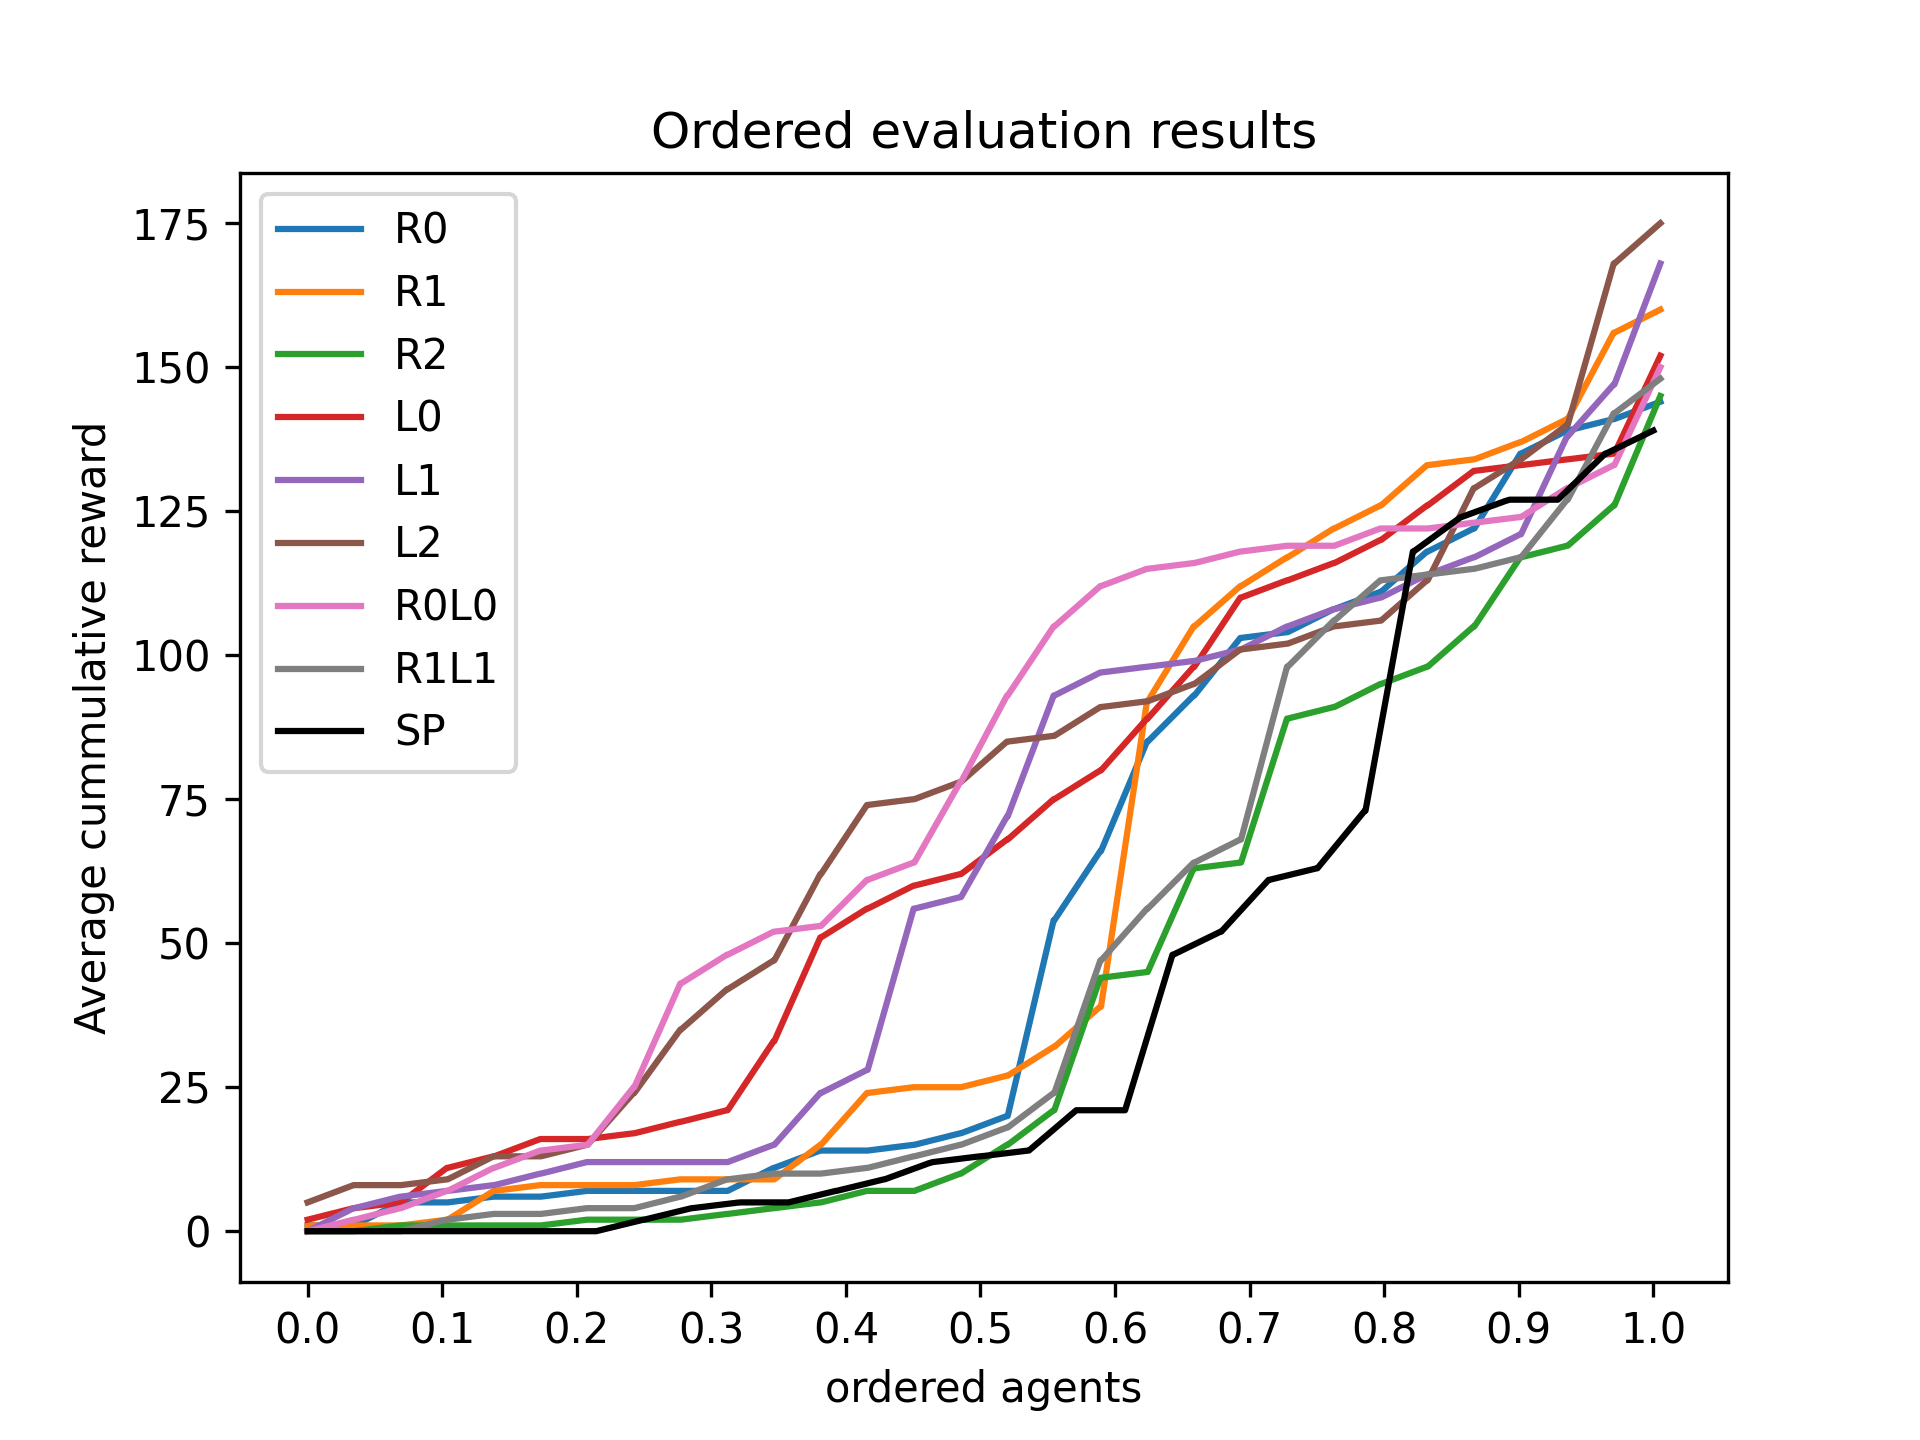 Ordered evaluation results
Average cummulative reward
175
150
125
100
75
50
25
0
R0
R1
R2
L0
L1
L2
R0L0
R1L1
SP
0.0 0.1 0.2 0.3 0.4 0.5 0.6 0.7 0.8 0.9 1.0
ordered agents